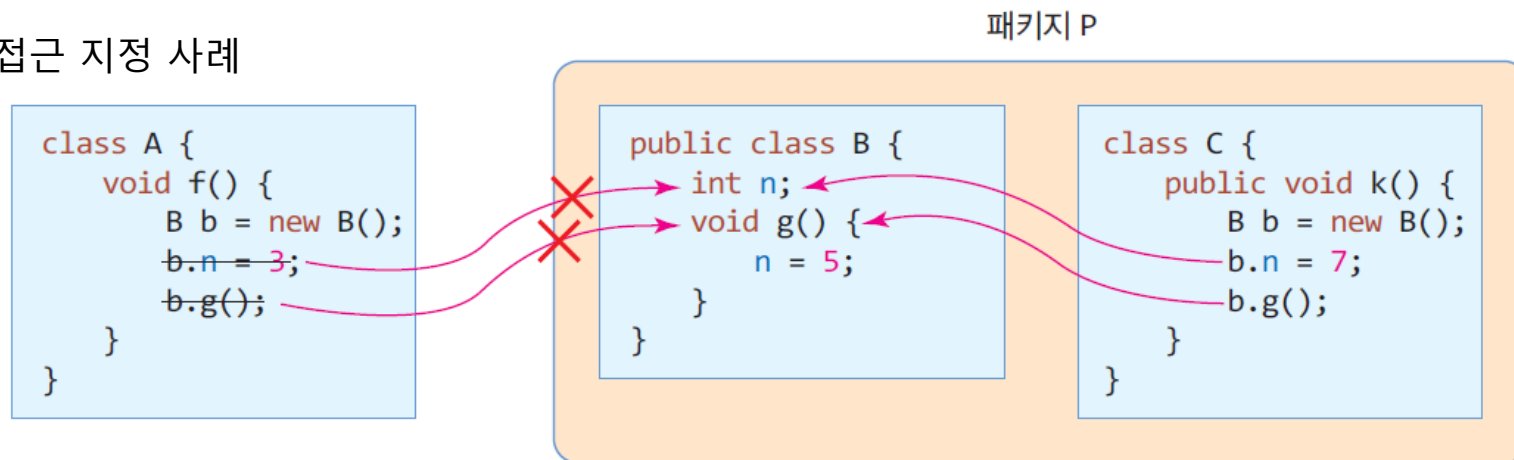 접근 지정 사례
패키지 P
class A {
void f() {
B b = new B();
b.n = 3;
b.g();
}
}
public class B {
int n;
void g() {
n = 5;
}
}
class C {
public void k() {
B b = new B();
b.n = 7;
b.g();
}
}